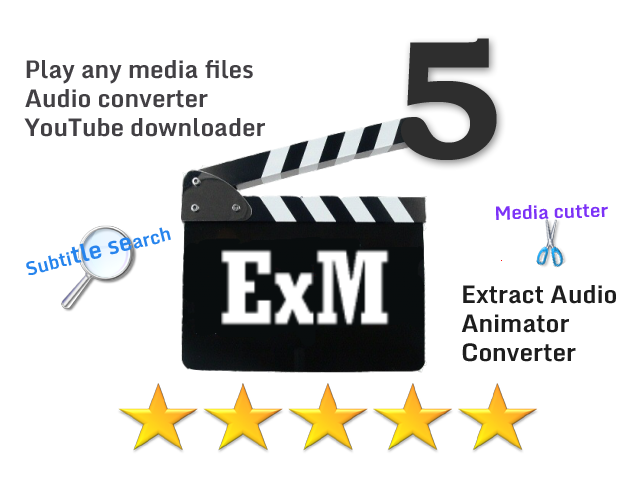 5
Play any media files
Audio converter
YouTube downloader
Subtitle search
Media cutter
ExM
Extract Audio
Animator
Converter